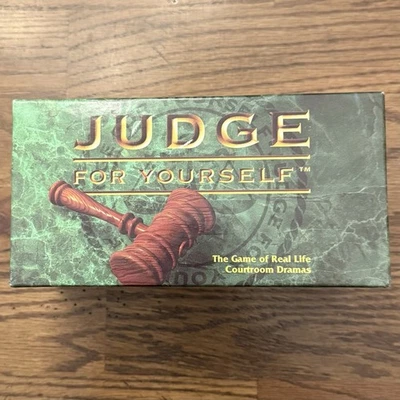 JUDGE
FOR YOURSELF™
The Game of Real Life
Courtroom Dramas